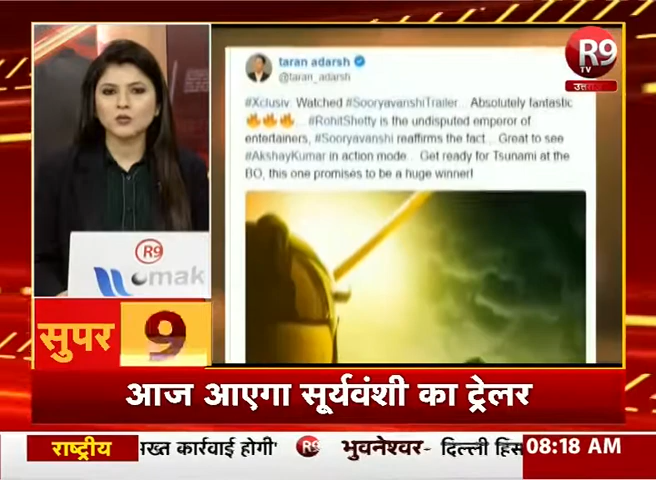 taran adarsh
@taran_adarsh
#Xclusiv: Watched #SooryavanshiTrailer... Absolutely fantastic
🔥🔥🔥... #RohitShetty is the undisputed emperor of
entertainers, #Sooryavanshi reaffirms the fact... Great to see
#AkshayKumar in action mode... Get ready for Tsunami at the
BO, this one promises to be a huge winner!
R9
TV
R9
omak
सुपर 9
आज आएगा सूर्यवंशी का ट्रेलर
राष्ट्रीय
कार्रवाई होगी' R9 भुवनेश्वर- दिल्ली
08:18 AM